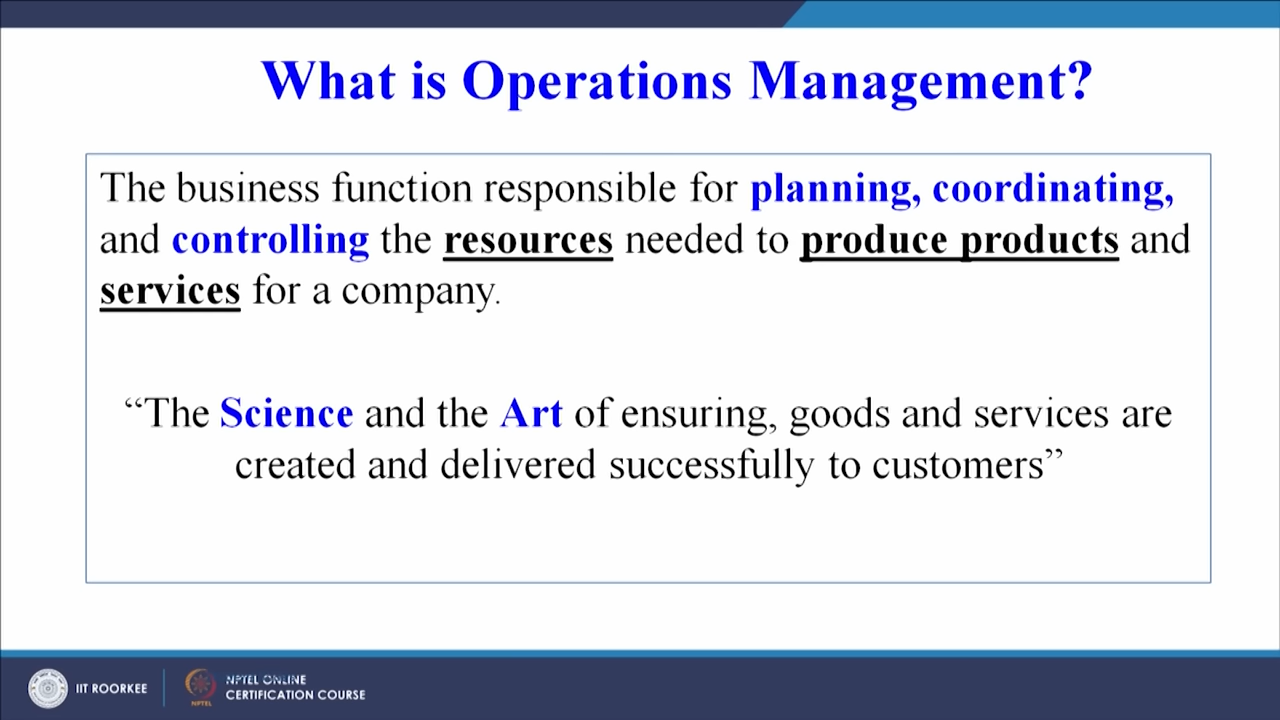 What is Operations Management?
The business function responsible for planning, coordinating,
and controlling the resources needed to produce products and
services for a company.
“The Science and the Art of ensuring, goods and services are
created and delivered successfully to customers”
IIT ROORKEE
NPTEL
NPTEL ONLINE
CERTIFICATION COURSE